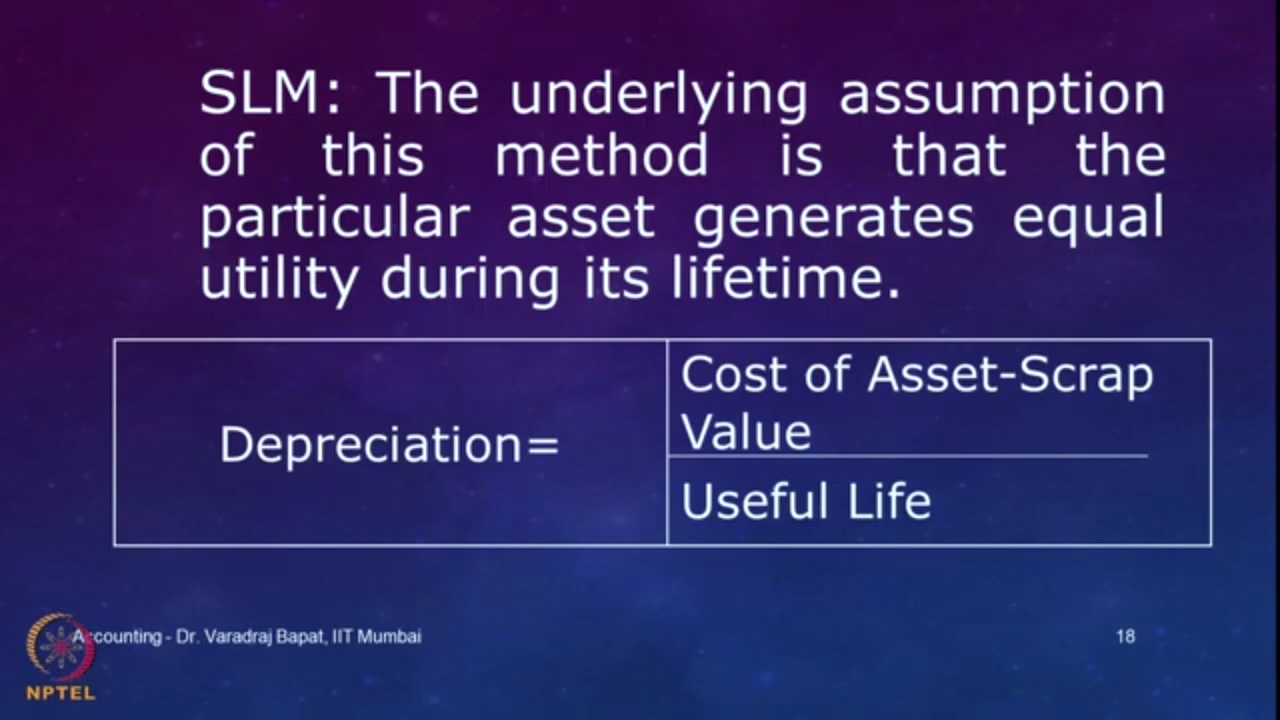 SLM: The underlying assumption
of this method is that the
particular asset generates equal
utility during its lifetime.
Depreciation=
Cost of Asset-Scrap
Value
Useful Life
Accounting - Dr. Varadraj Bapat, IIT Mumbai
18
NPTEL